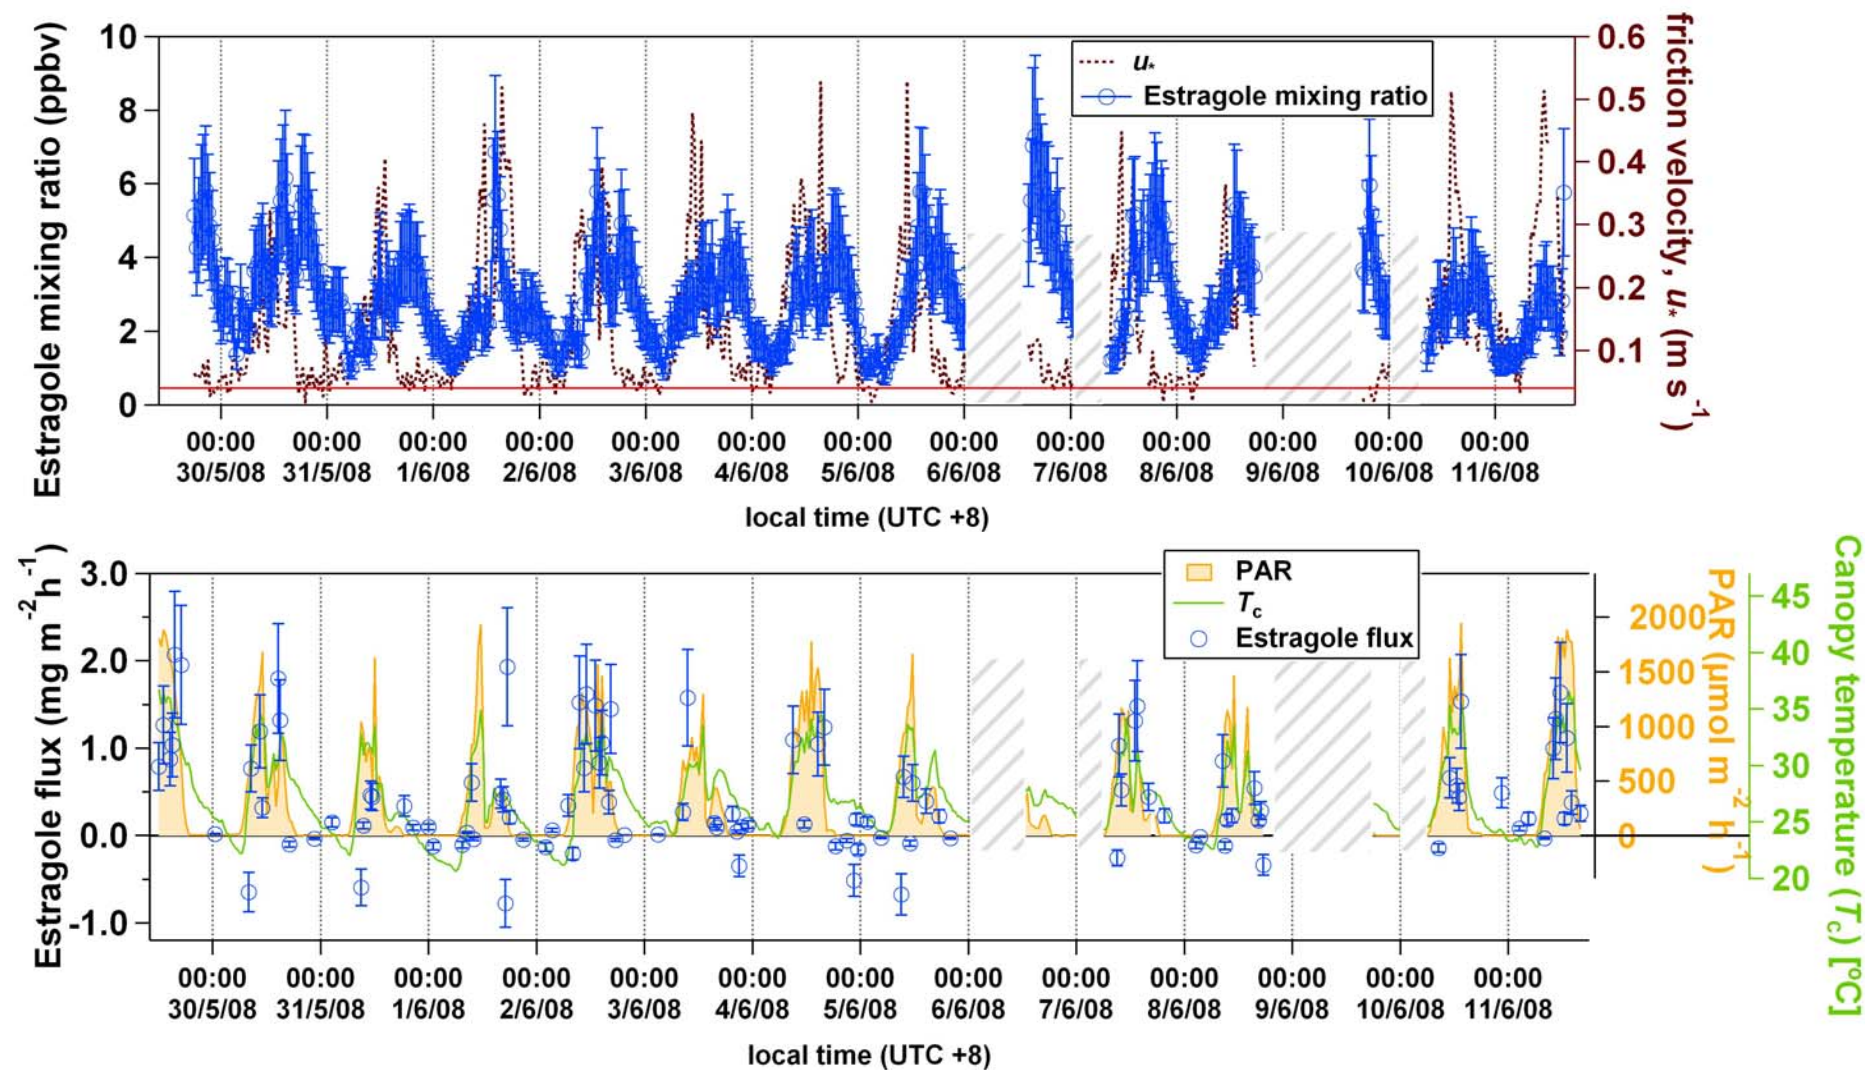 Estragole mixing ratio (ppbv)
10
8
6
4
2
0
u*
Estragole mixing ratio
0.6
0.5
0.4
0.3
0.2
0.1
friction velocity, u* (m s-1)
00:00 00:00 00:00 00:00 00:00 00:00 00:00 00:00 00:00 00:00 00:00 00:00 00:00
30/5/08 31/5/08 1/6/08 2/6/08 3/6/08 4/6/08 5/6/08 6/6/08 7/6/08 8/6/08 9/6/08 10/6/08 11/6/08
local time (UTC +8)
Estragole flux (mg m-2h-1)
3.0
2.0
1.0
0.0
-1.0
PAR
Tc
Estragole flux
2000
1500
1000
500
0
PAR (μmol m-2 h-1)
45
40
35
30
25
20
Canopy temperature (Tc) [ºC]
00:00 00:00 00:00 00:00 00:00 00:00 00:00 00:00 00:00 00:00 00:00 00:00 00:00
30/5/08 31/5/08 1/6/08 2/6/08 3/6/08 4/6/08 5/6/08 6/6/08 7/6/08 8/6/08 9/6/08 10/6/08 11/6/08
local time (UTC +8)